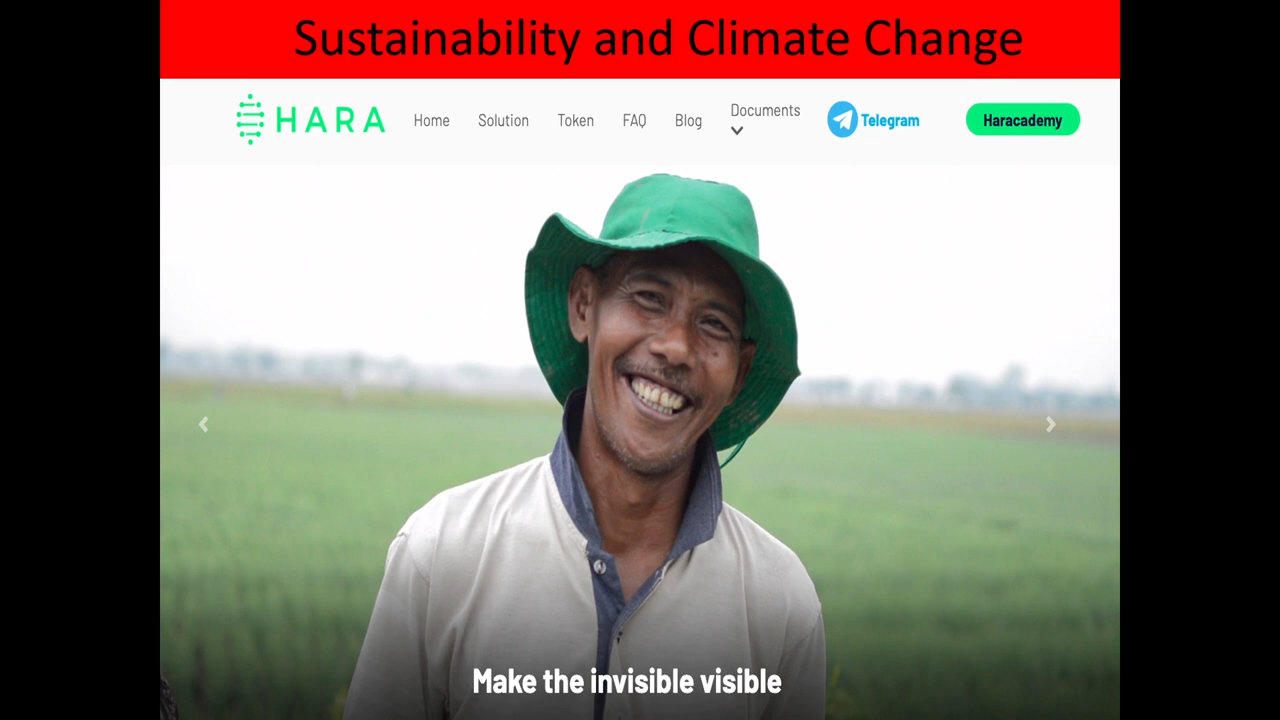 Sustainability and Climate Change
HARA Home Solution Token FAQ Blog Documents Telegram Haracademy
Make the invisible visible